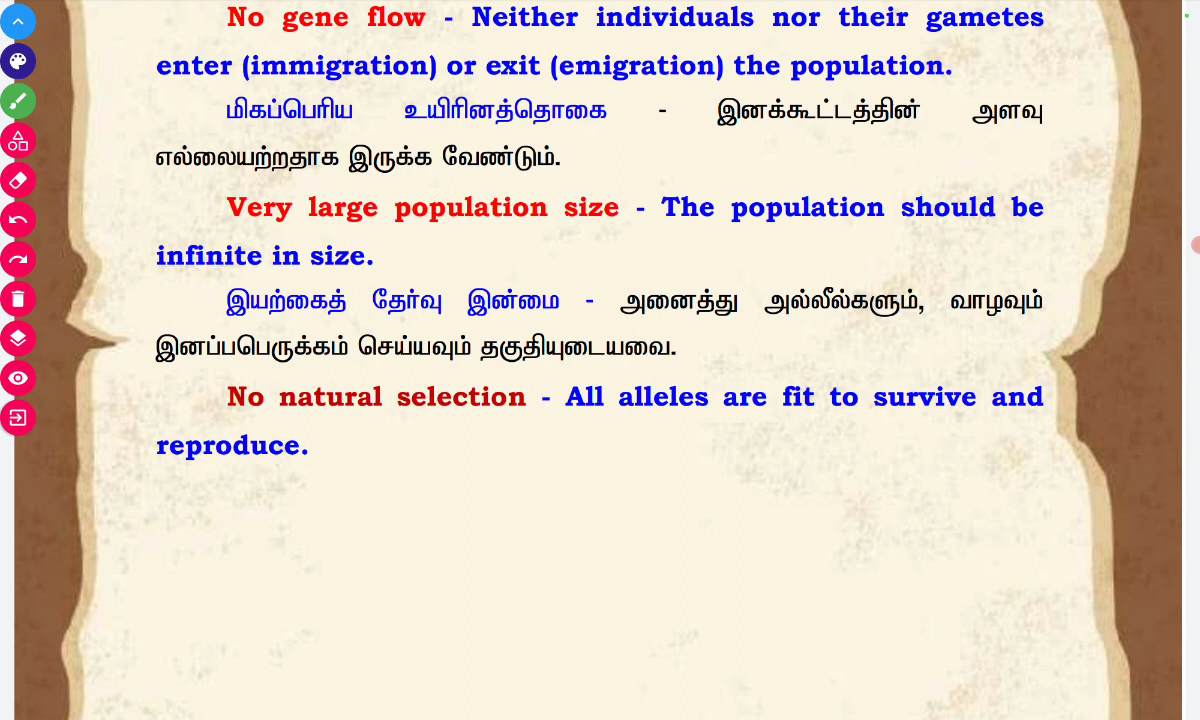 No gene flow - Neither individuals nor their gametes
enter (immigration) or exit (emigration) the population.
மிகப்பெரிய உயிரினத்தொகை - இனக்கூட்டத்தின் அளவு
எல்லையற்றதாக இருக்க வேண்டும்.
Very large population size - The population should be
infinite in size.
இயற்கைத் தேர்வு இன்மை - அனைத்து அல்லீல்களும், வாழவும்
இனப்பபெருக்கம் செய்யவும் தகுதியுடையவை.
No natural selection - All alleles are fit to survive and
reproduce.